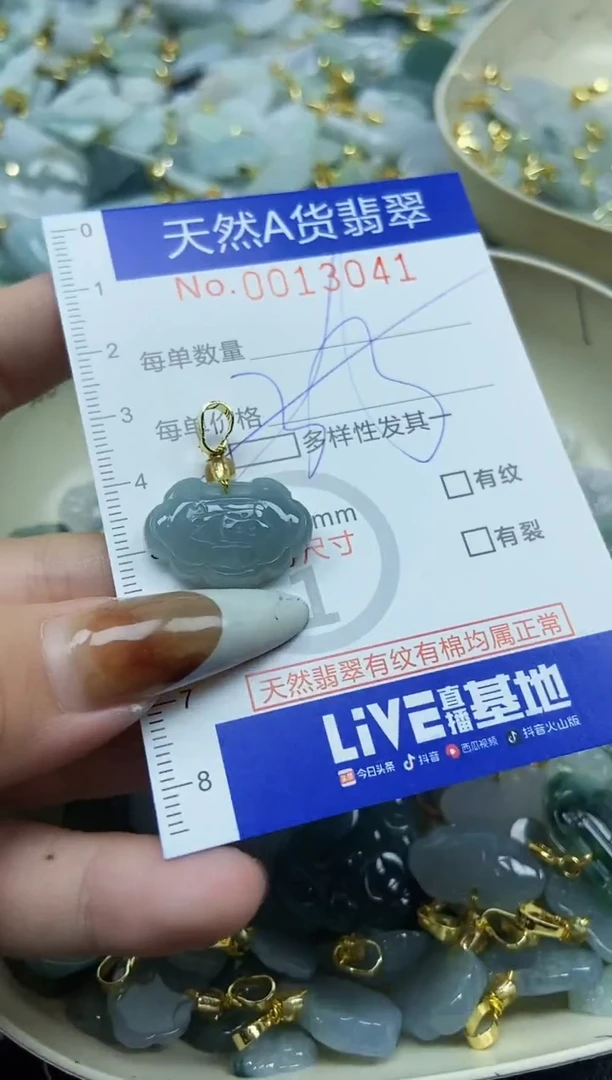 0
天然A货翡翠
No.0013041
1
2
每单数量
3
每单价格
多样性发其一
4
有纹
mm
尺寸
有裂
1
天然翡翠有纹有棉均属正常
7
LiVE直播基地
今日头条 抖音 西瓜视频 抖音火山版
8